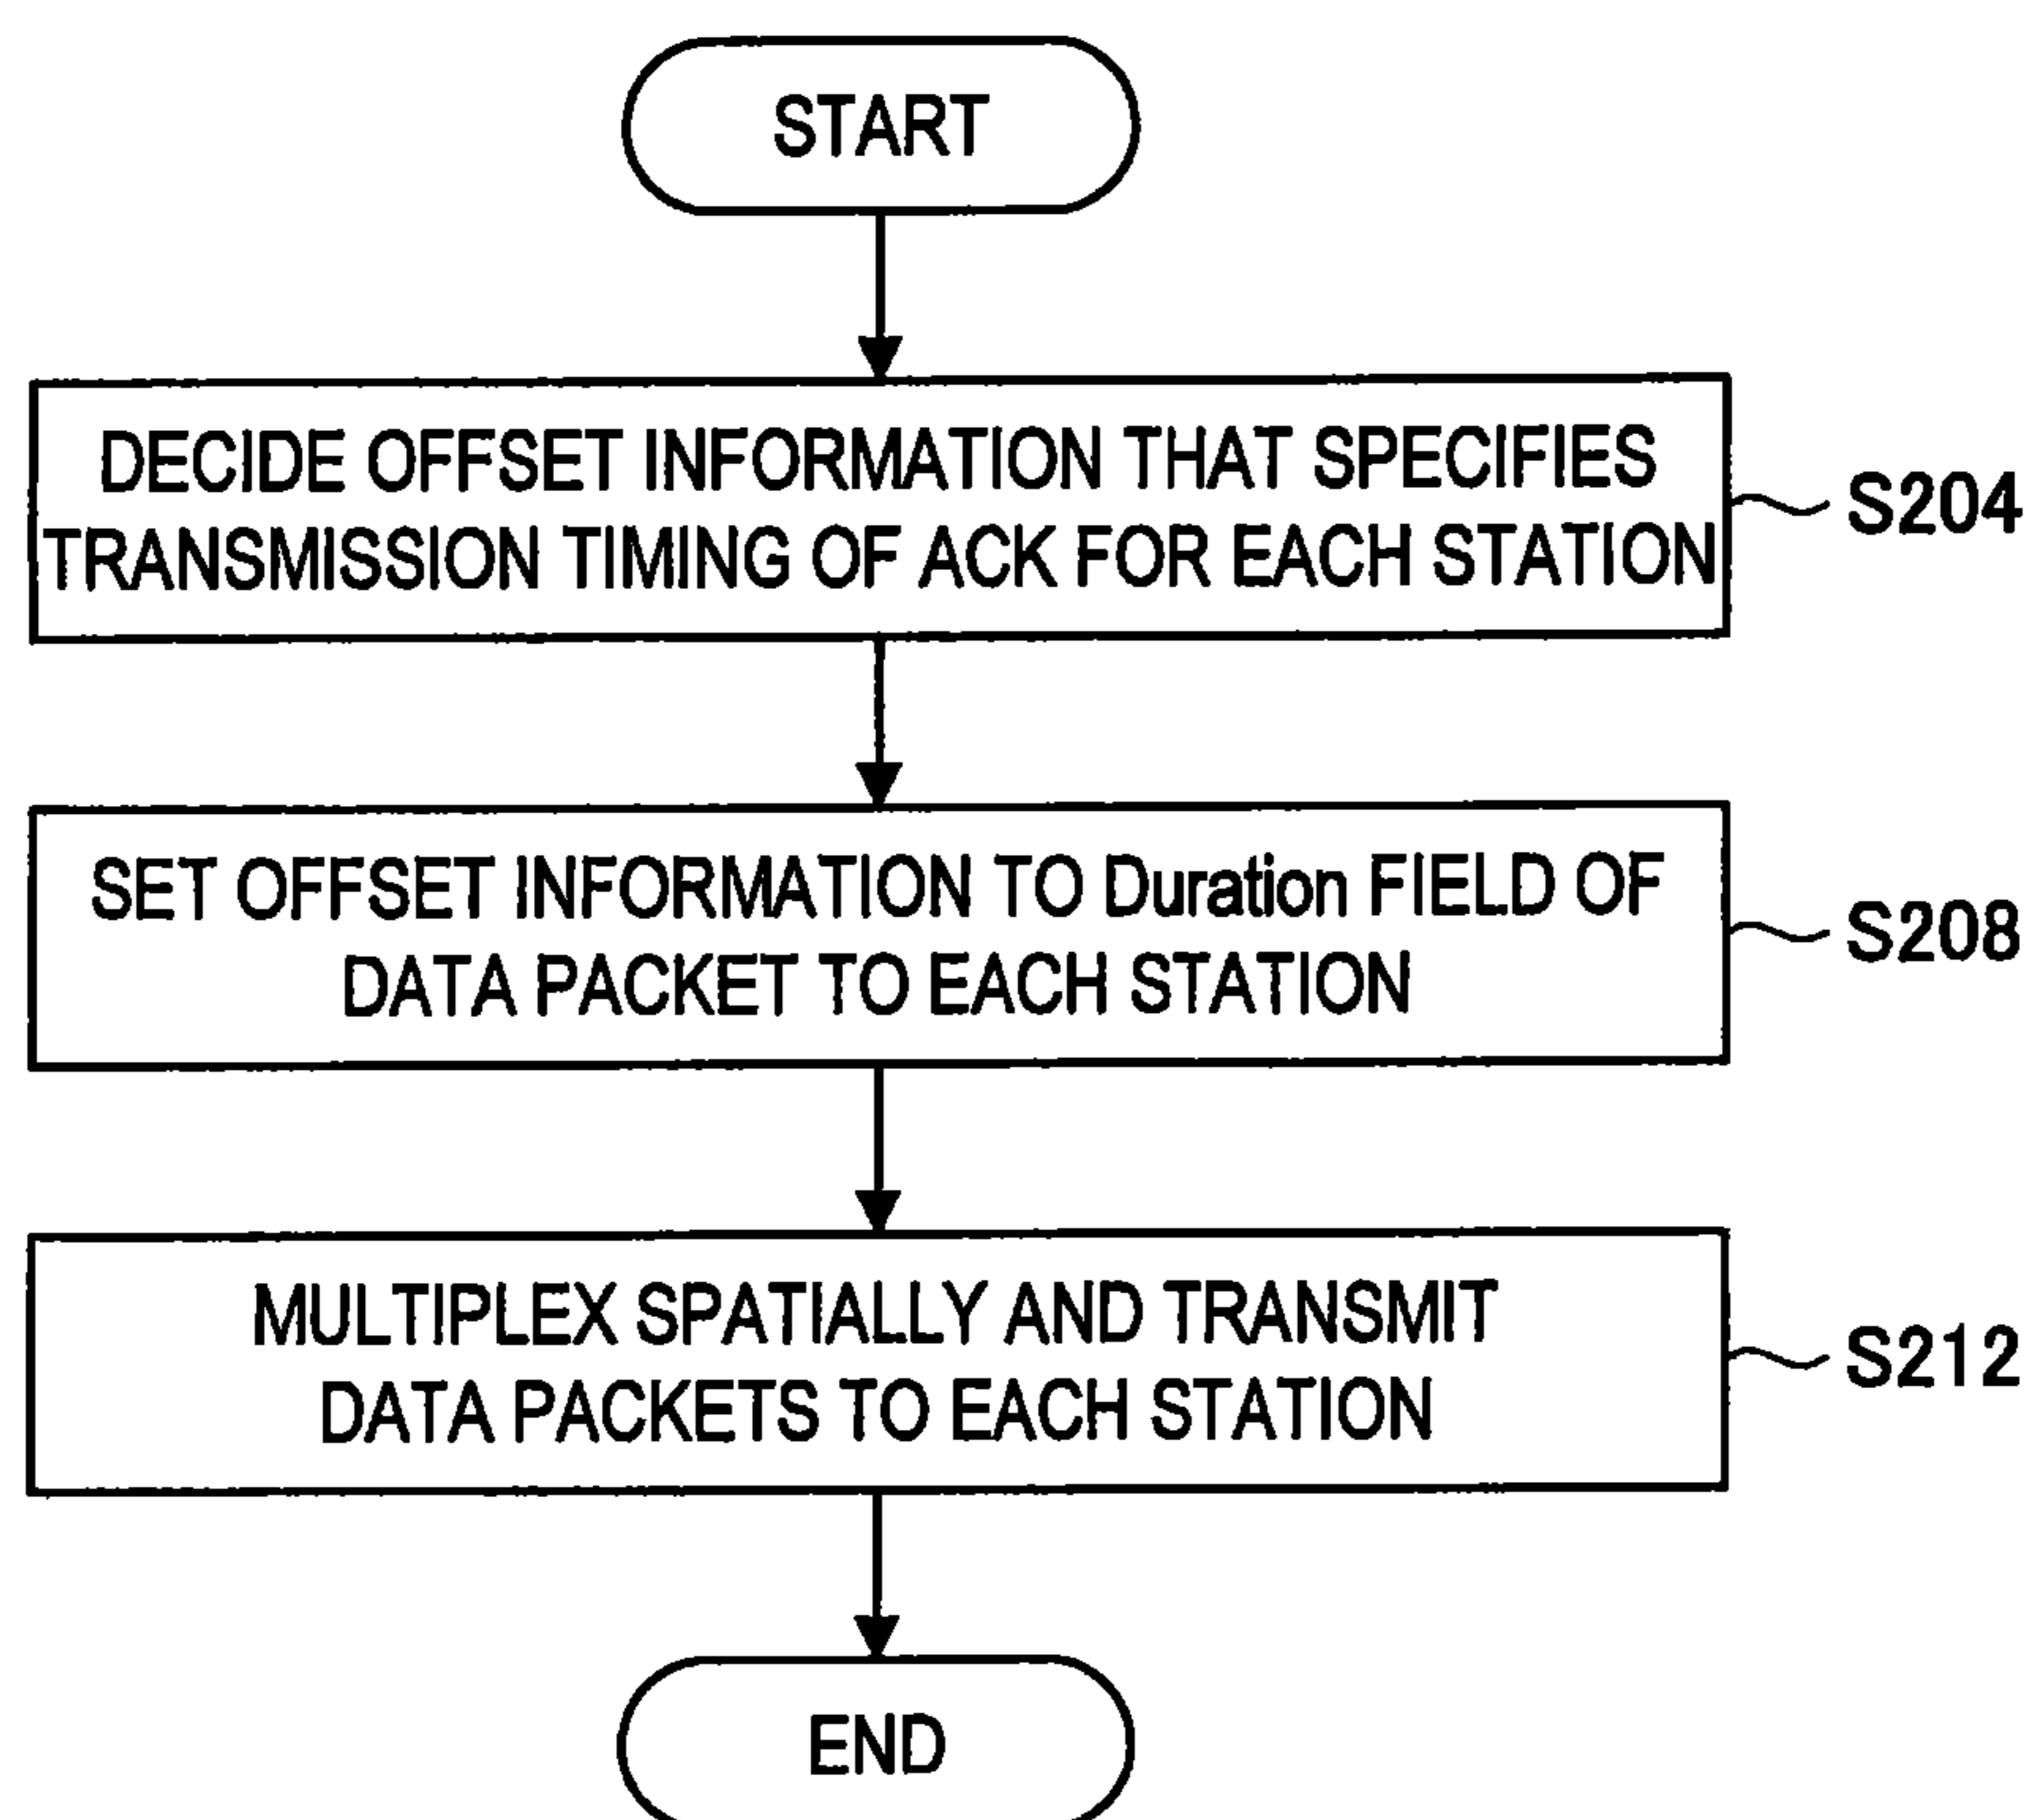 START
DECIDE OFFSET INFORMATION THAT SPECIFIES
TRANSMISSION TIMING OF ACK FOR EACH STATION
S204
SET OFFSET INFORMATION TO Duration FIELD OF
DATA PACKET TO EACH STATION
S208
MULTIPLEX SPATIALLY AND TRANSMIT
DATA PACKETS TO EACH STATION
S212
END